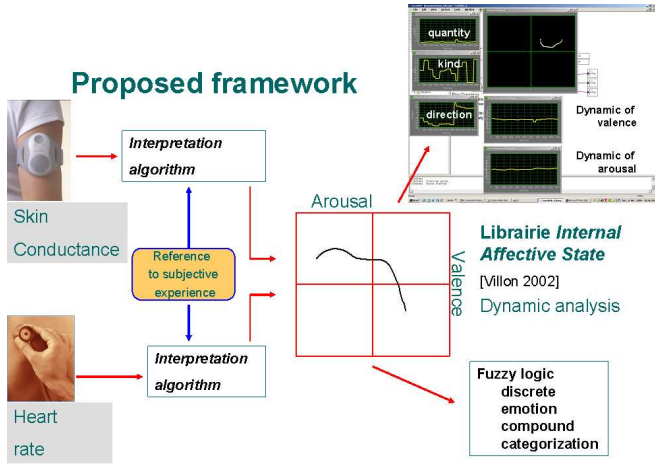 Proposed framework
quantity
kind
direction
Dynamic of
valence
Dynamic of
arousal
Interpretation
algorithm
Skin
Conductance
Reference
to subjective
experience
Arousal
Valence
Librairie Internal
Affective State
[Villon 2002]
Dynamic analysis
Interpretation
algorithm
Heart
rate
Fuzzy logic
discrete
emotion
compound
categorization